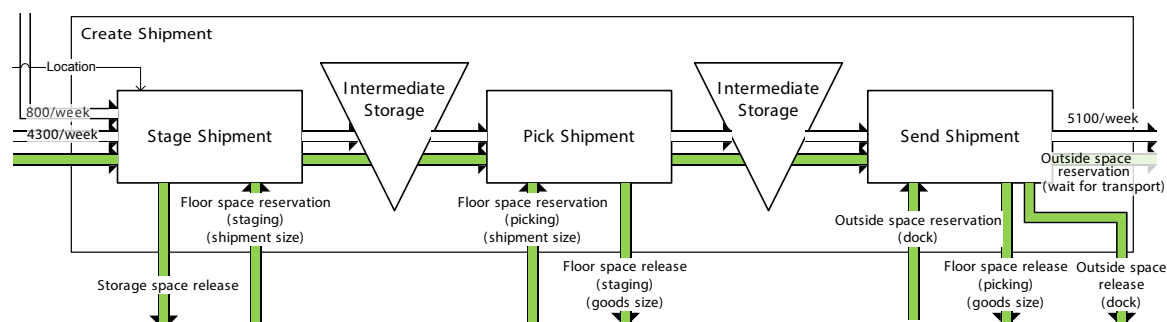 Create Shipment
Location
Intermediate
Storage
Intermediate
Storage
800/week
4300/week
Stage Shipment
Pick Shipment
Send Shipment
5100/week
Outside space
reservation
(wait for transport)
Floor space reservation
(staging)
(shipment size)
Floor space reservation
(picking)
(shipment size)
Outside space reservation
(dock)
Storage space release
Floor space release
(staging)
(goods size)
Floor space release
(picking)
(goods size)
Outside space
release
(dock)